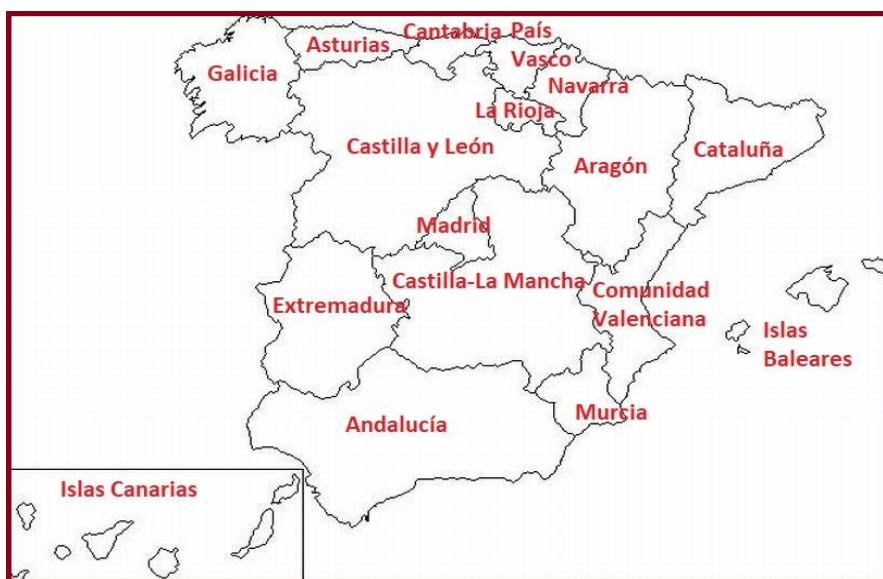 Cantabria
País
Vasco
Asturias
Galicia
Navarra
La Rioja
Castilla y León
Aragón
Cataluña
Madrid
Castilla-La Mancha
Extremadura
Comunidad
Valenciana
Islas
Baleares
Murcia
Andalucía
Islas Canarias